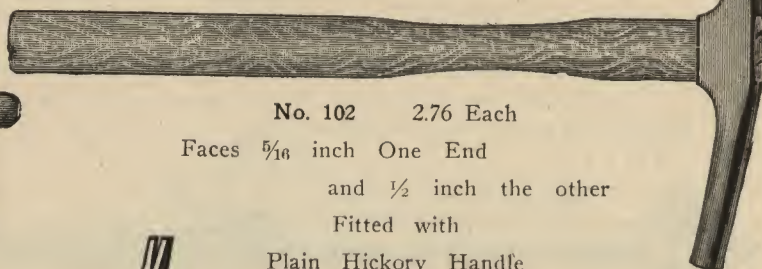 No. 102 2.76 Each
Faces 5/16 inch One End
and 1/2 inch the other
Fitted with
Plain Hickory Handle